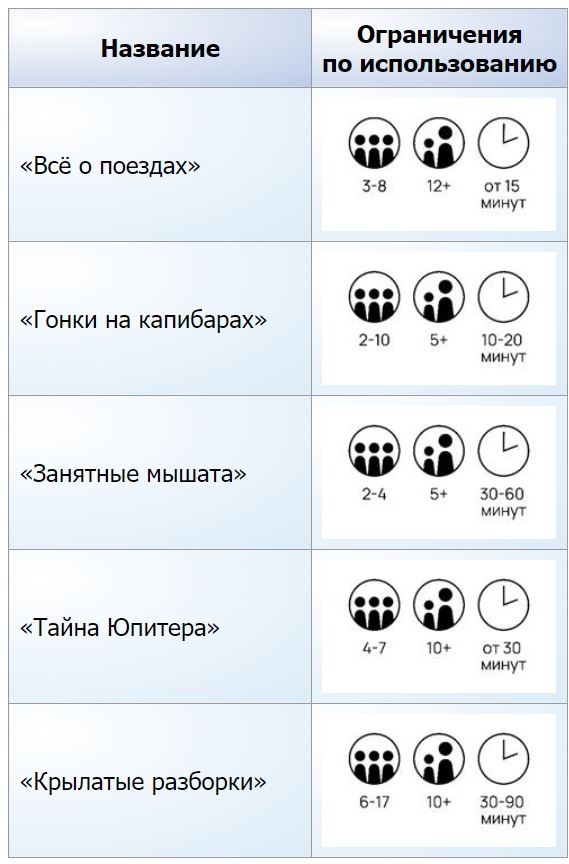 Название
Ограничения
по использованию
«Всё о поездах»
3-8 12+ от 15
минут
«Гонки на капибарах»
2-10 5+ 10-20
минут
«Занятные мышата»
2-4 5+ 30-60
минут
«Тайна Юпитера»
4-7 10+ от 30
минут
«Крылатые разборки»
6-17 10+ 30-90
минут